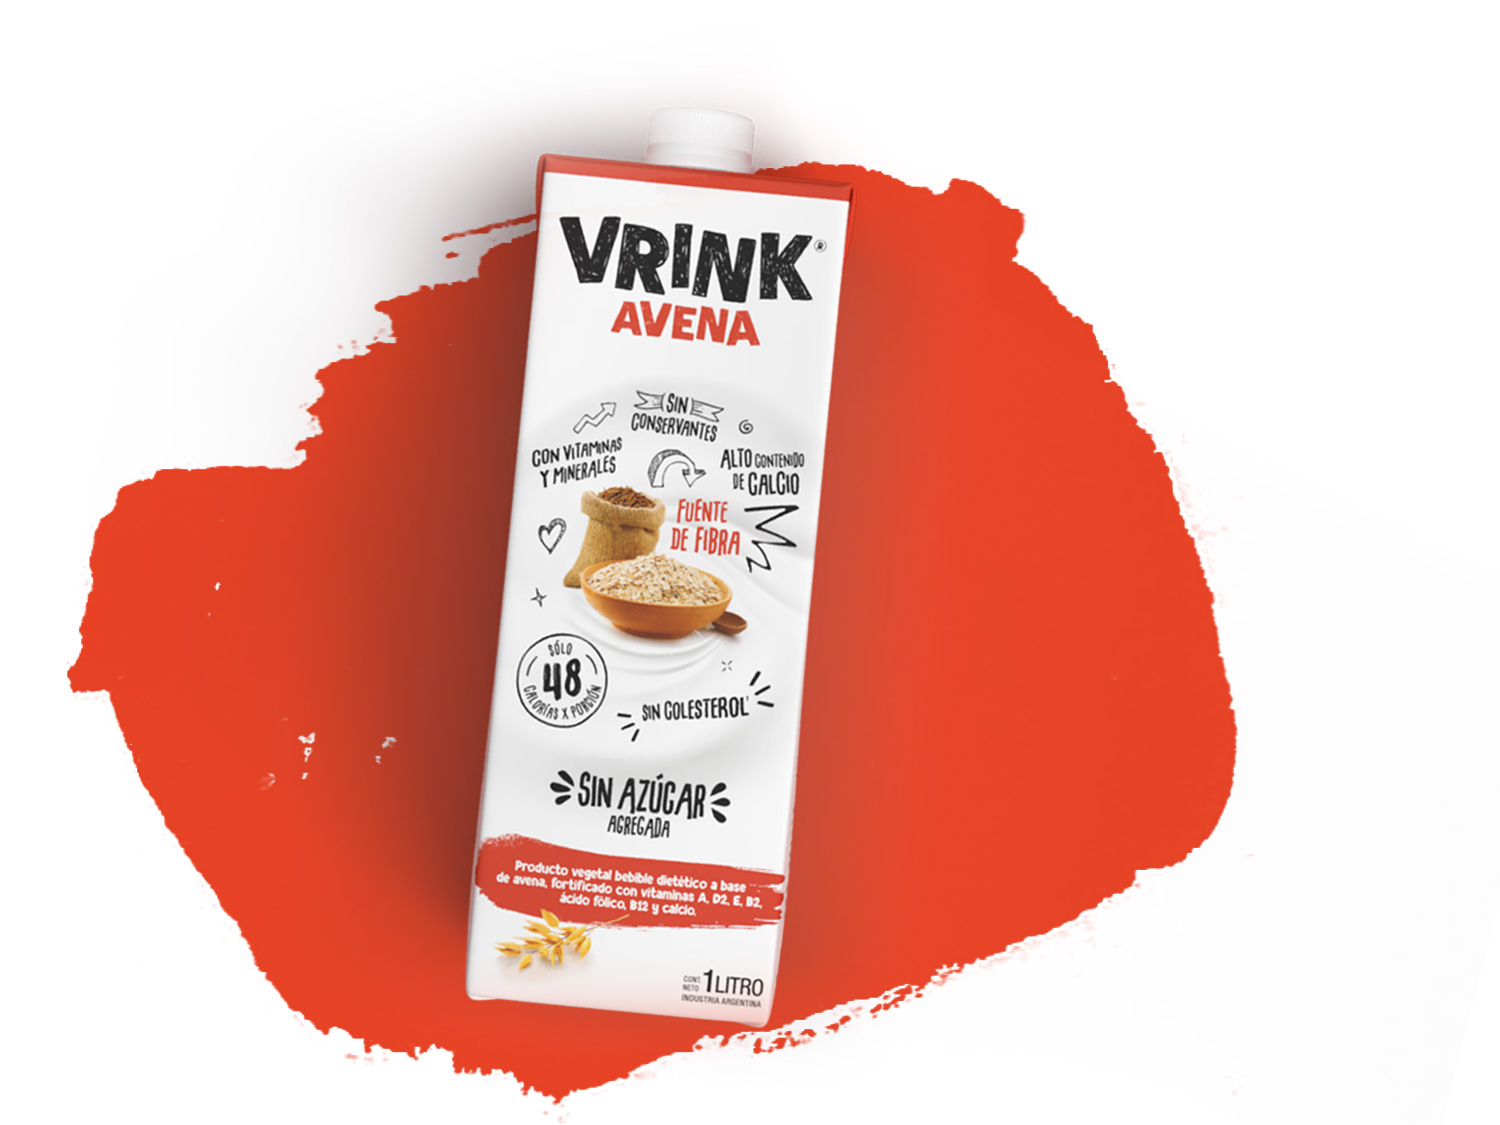 VRINK®
AVENA
SIN
CONSERVANTES
CON VITAMINAS
Y MINERALES
ALTO CONTENIDO
DE CALCIO
FUENTE
DE FIBRA
SÓLO
48
CALORÍAS X PORCIÓN
SIN COLESTEROL
SIN AZÚCAR
AGREGADA
Producto vegetal bebible dietético a base
de avena, fortificado con vitaminas A, D2, E, B2,
ácido fólico, B12 y calcio.
CONT. NETO 1 LITRO
INDUSTRIA ARGENTINA